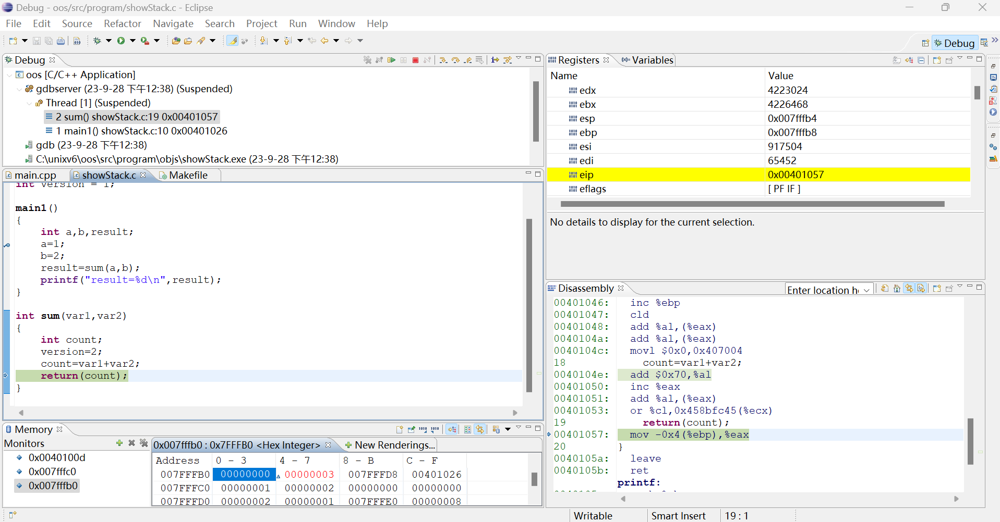 Debug - oos/src/program/showStack.c - Eclipse
File Edit Source Refactor Navigate Search Project Run Window Help
Debug
Debug
oos [C/C++ Application]
gdbserver (23-9-28 下午12:38) (Suspended)
Thread [1] (Suspended)
2 sum() showStack.c:19 0x00401057
1 main1() showStack.c:10 0x00401026
gdb (23-9-28 下午12:38)
C:\unixv6\oos\src\program\objs\showStack.exe (23-9-28 下午12:38)
Registers Variables
Name Value
edx 4223024
ebx 4226468
esp 0x007fffb4
ebp 0x007fffb8
esi 917504
edi 65452
eip 0x00401057
eflags [ PF IF ]
No details to display for the current selection.
main.cpp showStack.c Makefile
int version = 1;
main1()
{
int a,b,result;
a=1;
b=2;
result=sum(a,b);
printf("result=%d\n",result);
}
int sum(var1,var2)
{
int count;
version=2;
count=var1+var2;
return(count);
}
Disassembly
Enter location h
00401046: inc %ebp
00401047: cld
00401048: add %al,(%eax)
0040104a: add %al,(%eax)
0040104c: movl $0x0,0x407004
18 count=var1+var2;
0040104e: add $0x70,%al
00401050: inc %eax
00401051: add %al,(%eax)
00401053: or %cl,0x458bfc45(%ecx)
19 return(count);
00401057: mov -0x4(%ebp),%eax
20 }
0040105a: leave
0040105b: ret
printf:
Memory
Monitors
0x0040100d
0x007fffc0
0x007fffb0
0x007fffb0 : 0x7FFFB0 <Hex Integer> New Renderings...
Address 0 - 3 4 - 7 8 - B C - F
007FFFB0 00000000 00000003 007FFFD8 00401026
007FFFC0 00000001 00000002 00000000 00000000
007FFFD0 00000002 00000001 007FFFE0 00000008
Writable Smart Insert 19 : 1